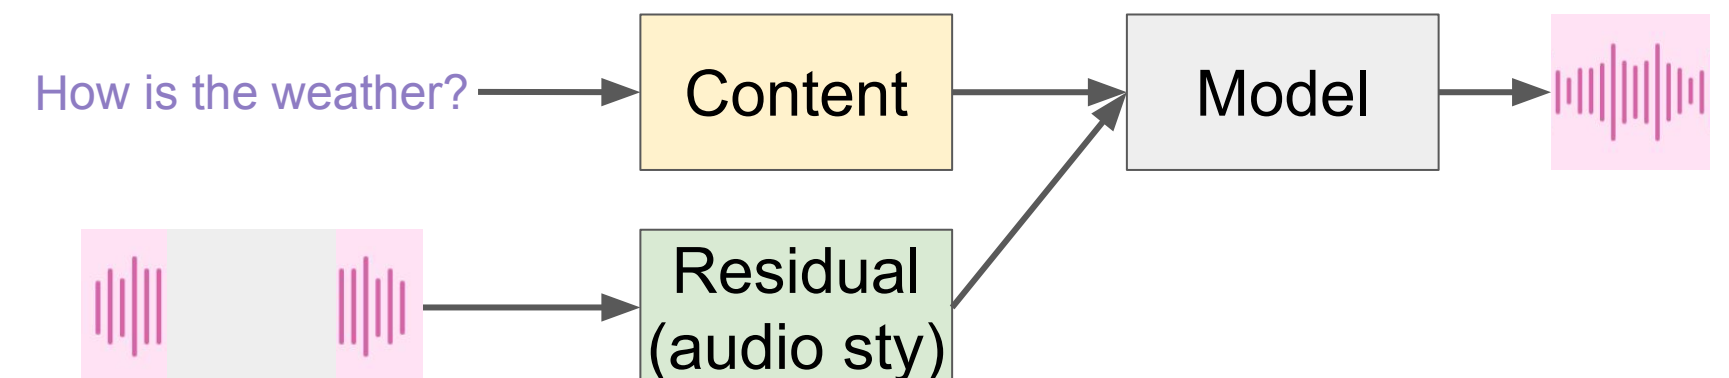 How is the weather?
Content
Model
Residual
(audio sty)